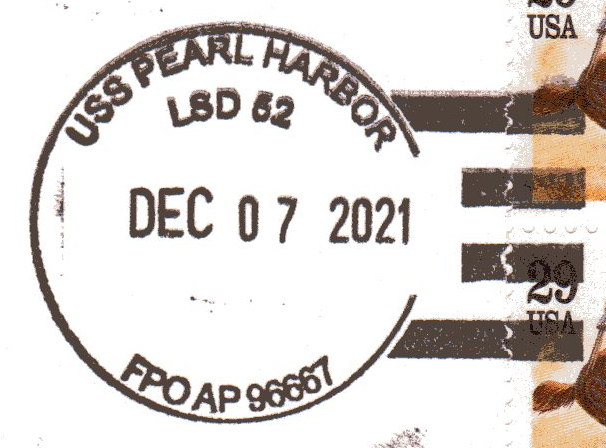 USS PEARL HARBOR
LSD 52
DEC 07 2021
FPO AP 96667
USA
29
USA